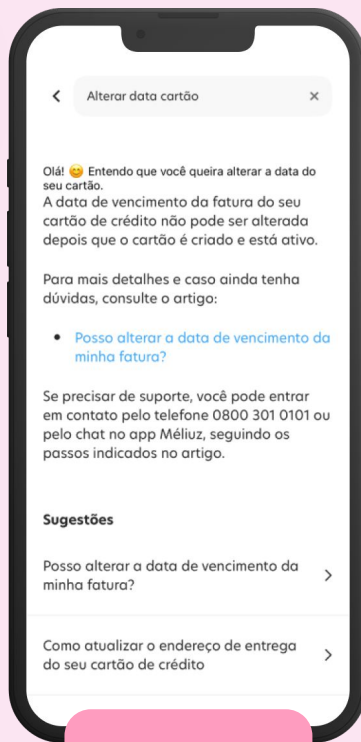 Alterar data cartão
Olá! 😊 Entendo que você queira alterar a data do
seu cartão.
A data de vencimento da fatura do seu
cartão de crédito não pode ser alterada
depois que o cartão é criado e está ativo.
Para mais detalhes e caso ainda tenha
dúvidas, consulte o artigo:
• Posso alterar a data de vencimento da
minha fatura?
Se precisar de suporte, você pode entrar
em contato pelo telefone 0800 301 0101 ou
pelo chat no app Méliuz, seguindo os
passos indicados no artigo.
Sugestões
Posso alterar a data de vencimento da
minha fatura?
Como atualizar o endereço de entrega
do seu cartão de crédito